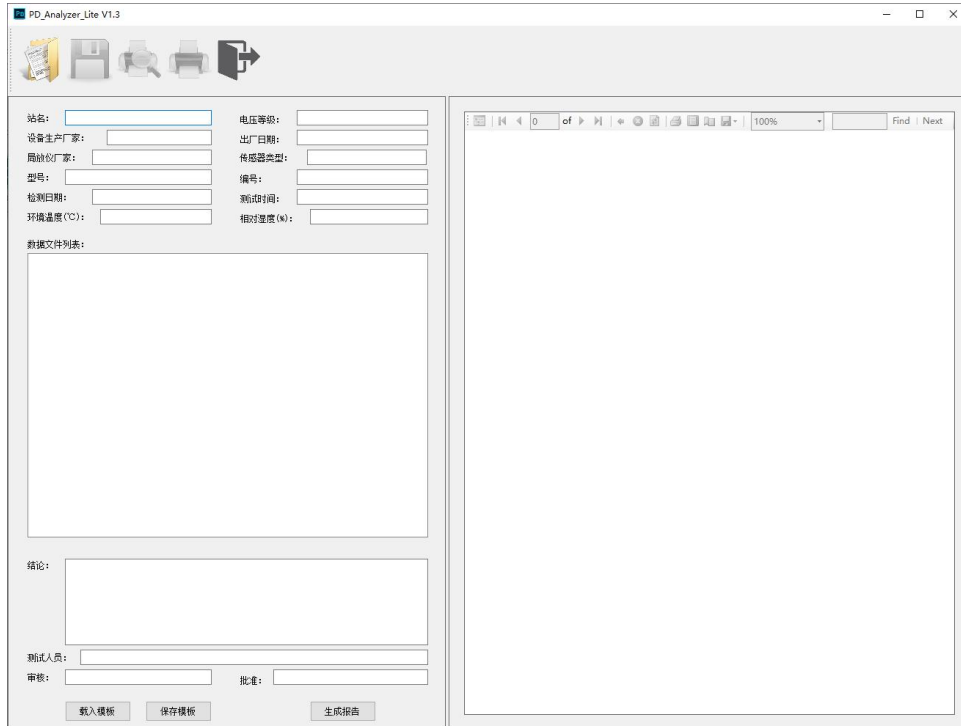 PD_Analyzer_Lite V1.3
站名：
电压等级：
设备生产厂家：
出厂日期：
局放仪厂家：
传感器类型：
型号：
编号：
检测日期：
测试时间：
环境温度(℃)：
相对湿度(%)：
数据文件列表：
结论：
测试人员：
审核：
批准：
载入模板
保存模板
生成报告
0 of
100%
Find | Next